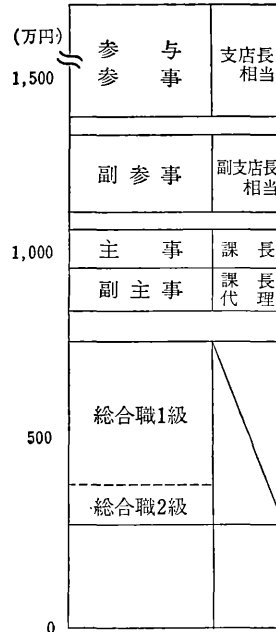 (万円)
参 与 支店長
1,500 参 事 相当
副 参 事 副支店長
相当
1,000 主 事 課 長
副 主 事 課 長
代 理
総合職1級
500
総合職2級
0